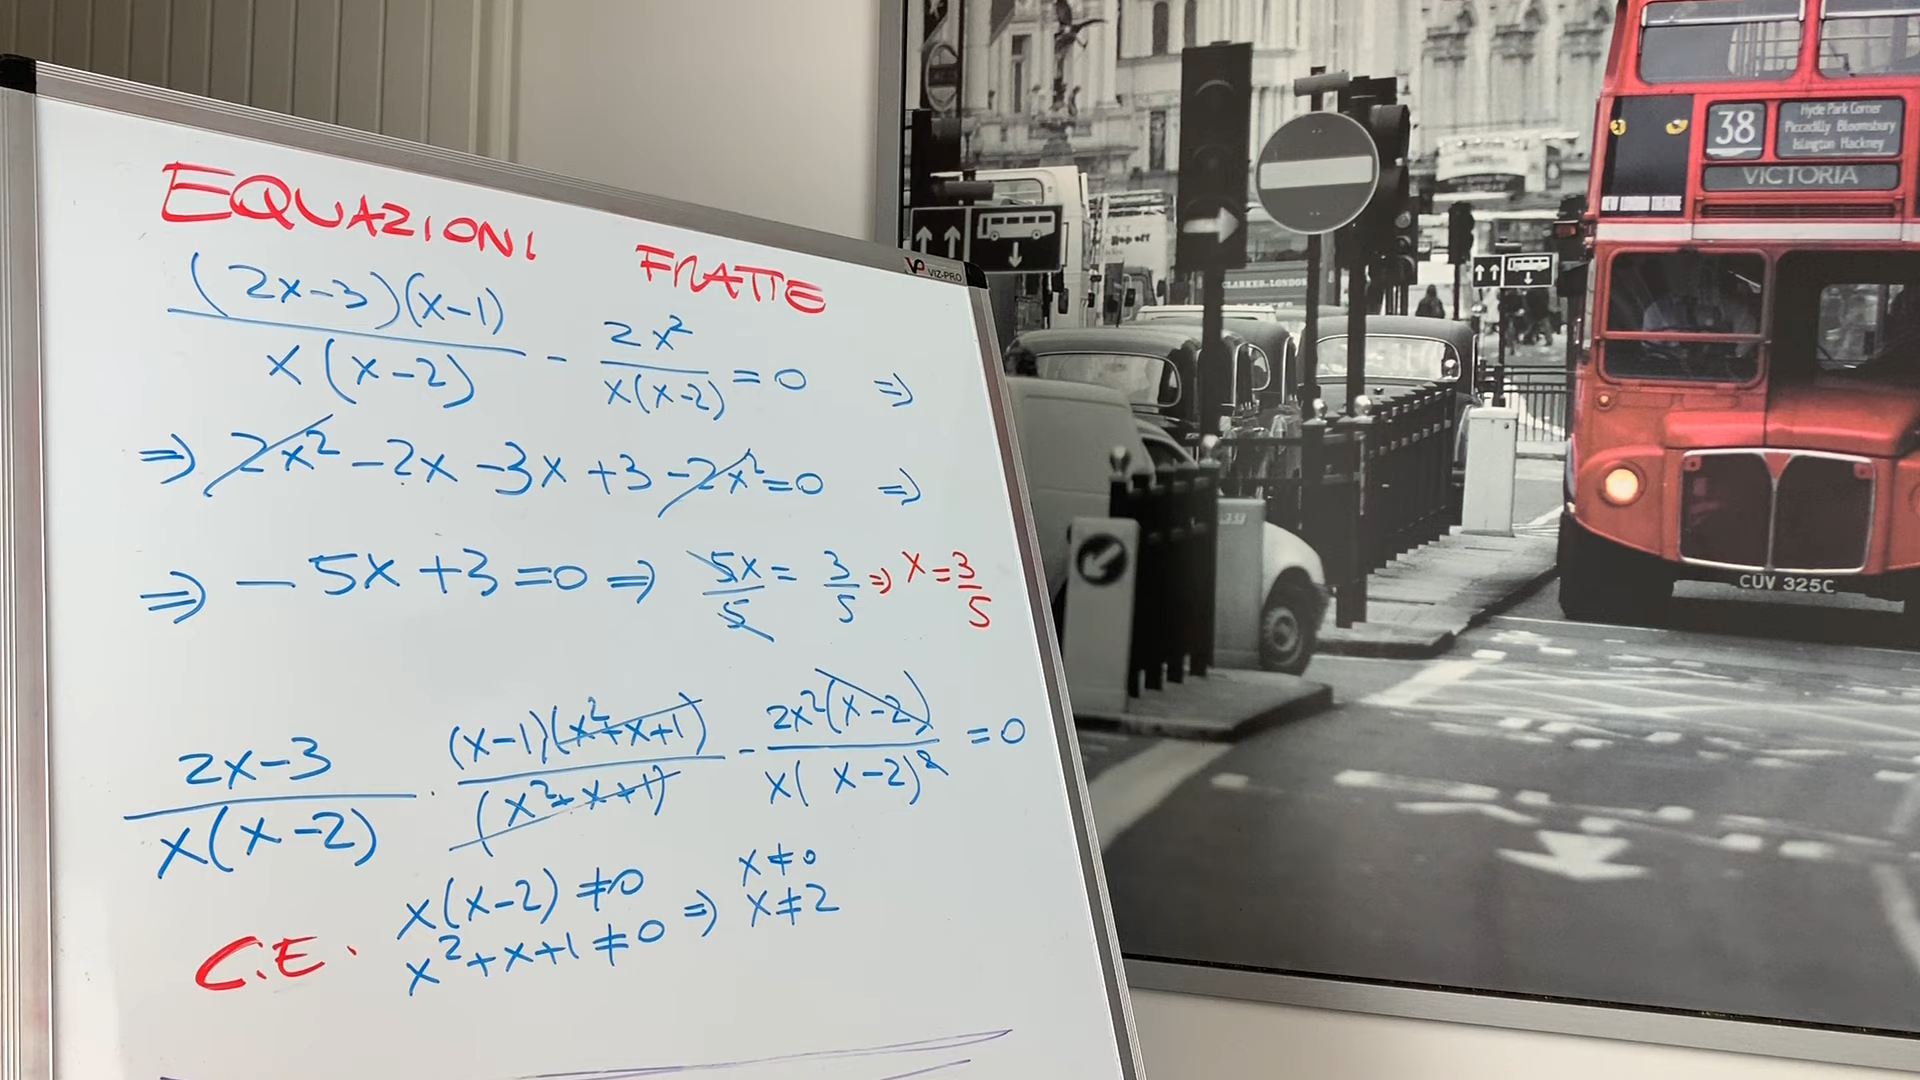 EQUAZIONI FRATTE
(2x-3)(x-1) / x(x-2) - 2x² / x(x-2) = 0 ⇒
⇒ 2x² - 2x - 3x + 3 - 2x² = 0 ⇒
⇒ - 5x + 3 = 0 ⇒ 5x / 5 = 3 / 5 ⇒ x = 3 / 5
2x-3 / x(x-2) · (x-1)(x²+x+1) / (x²+x+1) - 2x²(x-2) / x(x-2)² = 0
C.E. x(x-2) ≠ 0
x²+x+1 ≠ 0 ⇒ x ≠ 0
x ≠ 2
VIZ-PRO
38
Hyde Park Corner
Piccadilly Bloomsbury
Islington Hackney
VICTORIA
NEW LONDON THEATRE
CUV 325C